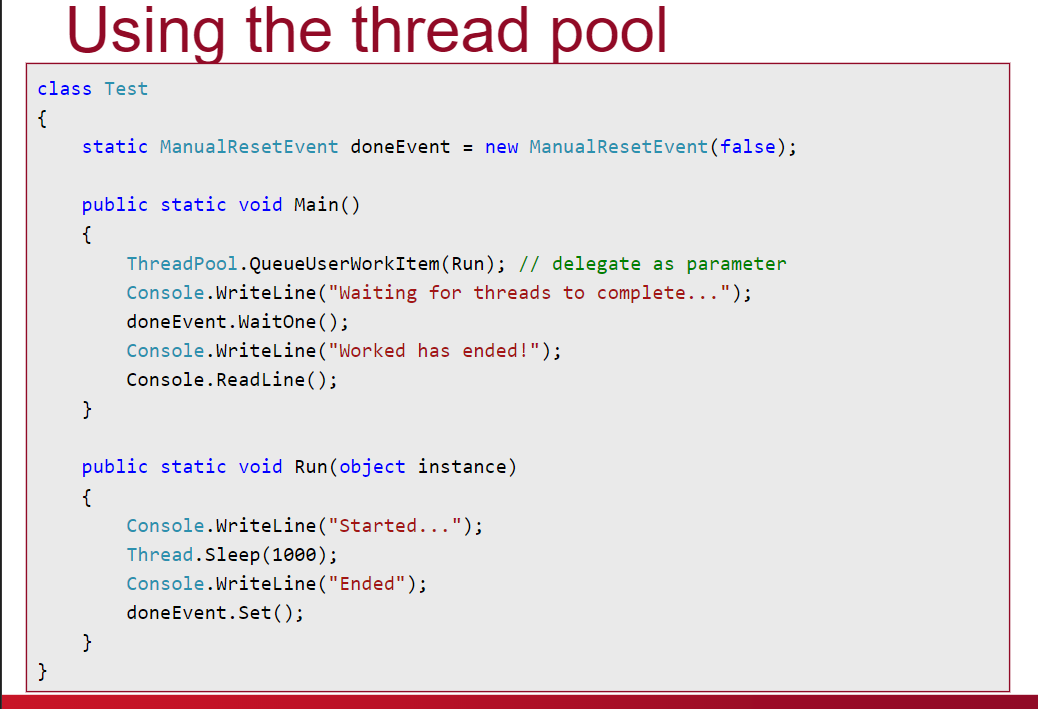 Using the thread pool
class Test
{
static ManualResetEvent doneEvent = new ManualResetEvent(false);
public static void Main()
{
ThreadPool.QueueUserWorkItem(Run); // delegate as parameter
Console.WriteLine("Waiting for threads to complete...");
doneEvent.WaitOne();
Console.WriteLine("Worked has ended!");
Console.ReadLine();
}
public static void Run(object instance)
{
Console.WriteLine("Started...");
Thread.Sleep(1000);
Console.WriteLine("Ended");
doneEvent.Set();
}
}